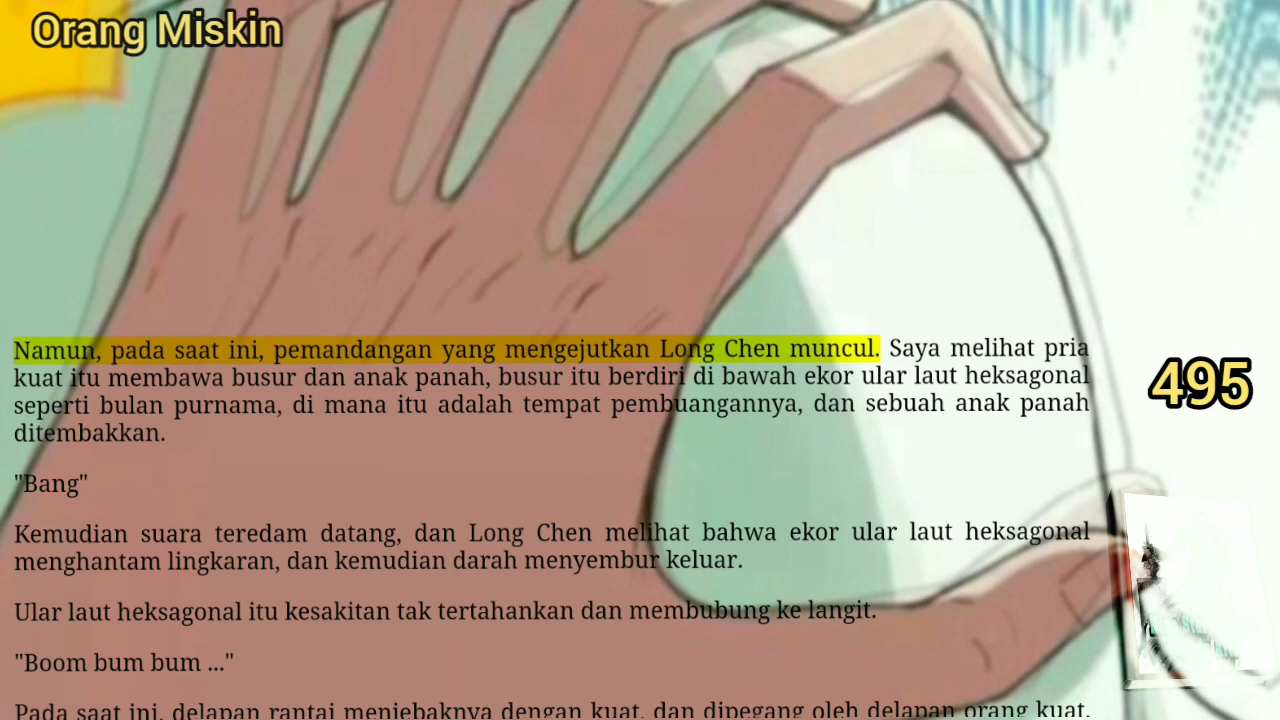 Orang Miskin
Namun, pada saat ini, pemandangan yang mengejutkan Long Chen muncul. Saya melihat pria
kuat itu membawa busur dan anak panah, busur itu berdiri di bawah ekor ular laut heksagonal
seperti bulan purnama, di mana itu adalah tempat pembuangannya, dan sebuah anak panah
ditembakkan.
495
"Bang"
Kemudian suara teredam datang, dan Long Chen melihat bahwa ekor ular laut heksagonal
menghantam lingkaran, dan kemudian darah menyembur keluar.
Ular laut heksagonal itu kesakitan tak tertahankan dan membubung ke langit.
"Boom bum bum ..."
Pada saat ini, delapan rantai menjebaknya dengan kuat, dan dipegang oleh delapan orang kuat.